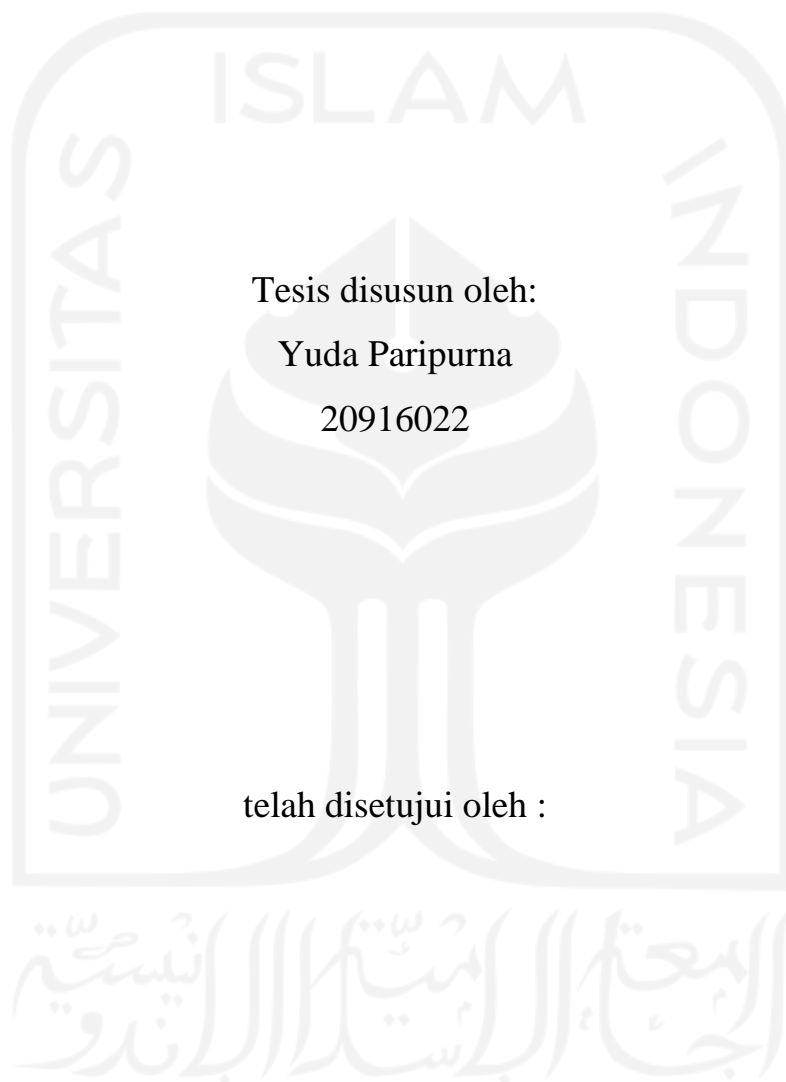 ISLAM
UNIVERSITAS
INDONESIA
Tesis disusun oleh:
Yuda Paripurna
20916022
telah disetujui oleh :